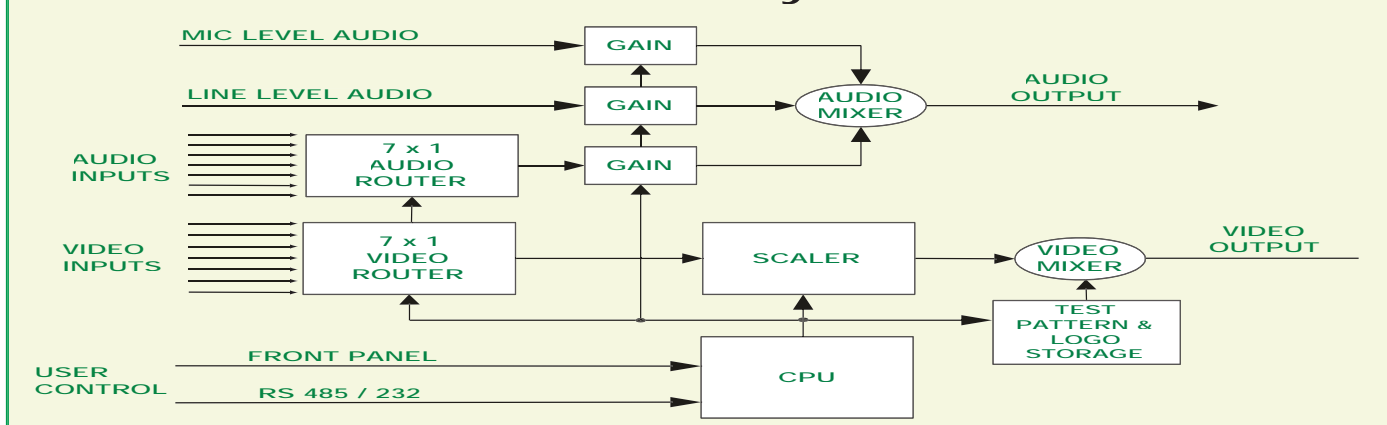 MIC LEVEL AUDIO
GAIN
LINE LEVEL AUDIO
GAIN
AUDIO
MIXER
AUDIO
OUTPUT
AUDIO
INPUTS
7 x 1
AUDIO
ROUTER
GAIN
VIDEO
INPUTS
7 x 1
VIDEO
ROUTER
SCALER
VIDEO
MIXER
VIDEO
OUTPUT
TEST
PATTERN &
LOGO
STORAGE
USER
CONTROL
FRONT PANEL
RS 485 / 232
CPU